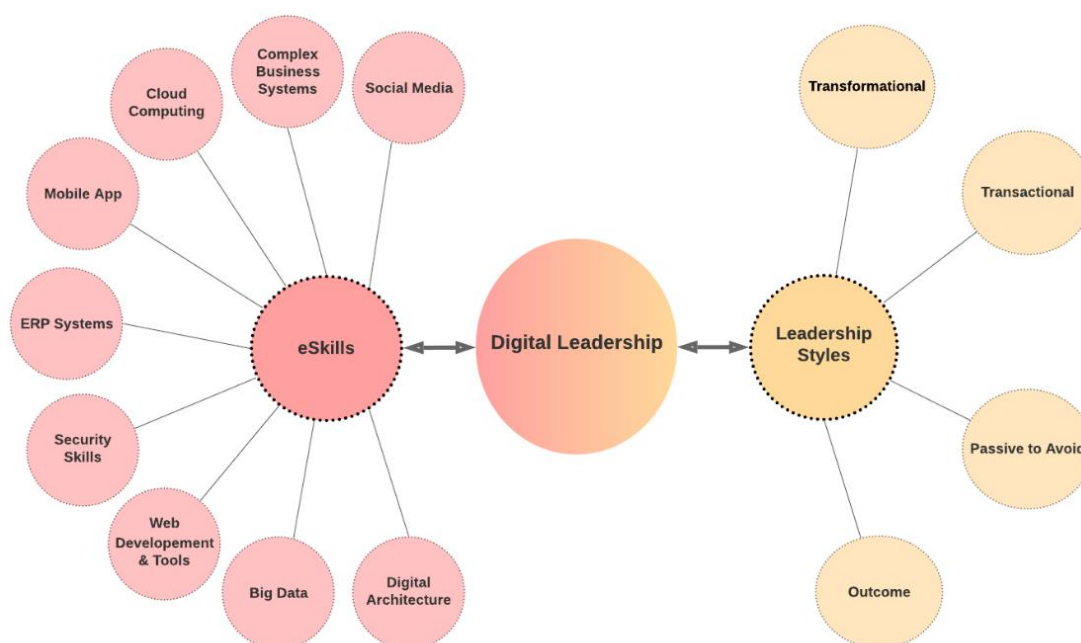 Complex
Business
Systems
Social Media
Cloud
Computing
Mobile App
ERP Systems
Security
Skills
Web
Developement
& Tools
Big Data
Digital
Architecture
eSkills
Digital Leadership
Leadership
Styles
Transformational
Transactional
Passive to Avoid
Outcome